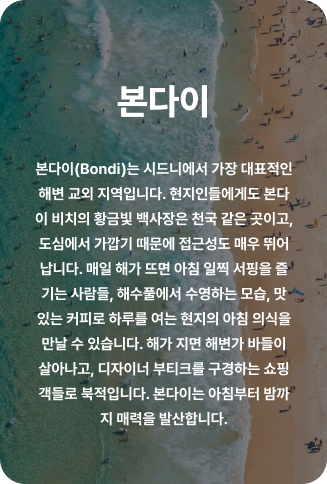 본다이
본다이(Bondi)는 시드니에서 가장 대표적인
해변 교외 지역입니다. 현지인들에게도 본다
이 비치의 황금빛 백사장은 천국 같은 곳이고,
도심에서 가깝기 때문에 접근성도 매우 뛰어
납니다. 매일 해가 뜨면 아침 일찍 서핑을 즐
기는 사람들, 해수풀에서 수영하는 모습, 맛
있는 커피로 하루를 여는 현지의 아침 의식을
만날 수 있습니다. 해가 지면 해변가 바들이
살아나고, 디자이너 부티크를 구경하는 쇼핑
객들로 북적입니다. 본다이는 아침부터 밤까
지 매력을 발산합니다.